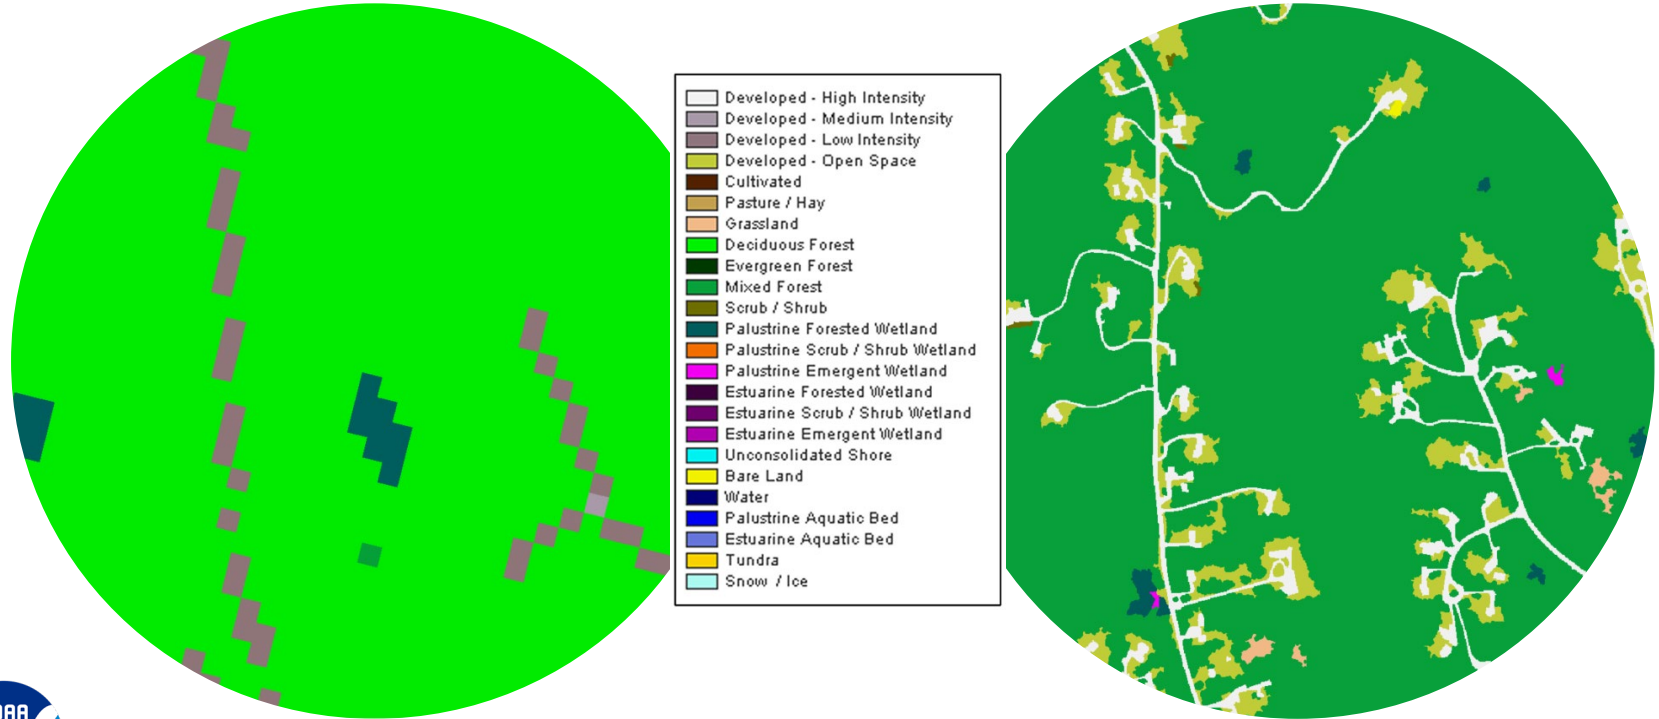 Developed - High Intensity
Developed - Medium Intensity
Developed - Low Intensity
Developed - Open Space
Cultivated
Pasture / Hay
Grassland
Deciduous Forest
Evergreen Forest
Mixed Forest
Scrub / Shrub
Palustrine Forested Wetland
Palustrine Scrub / Shrub Wetland
Palustrine Emergent Wetland
Estuarine Forested Wetland
Estuarine Scrub / Shrub Wetland
Estuarine Emergent Wetland
Unconsolidated Shore
Bare Land
Water
Palustrine Aquatic Bed
Estuarine Aquatic Bed
Tundra
Snow / Ice